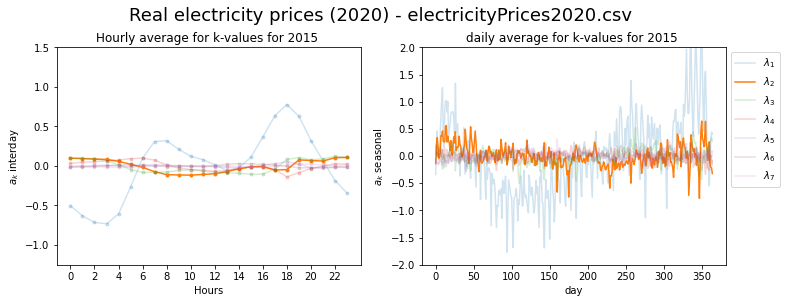 Real electricity prices (2020) - electricityPrices2020.csv
Hourly average for k-values for 2015
1.5
1.0
0.5
0.0
−0.5
−1.0
a_k interday
0 2 4 6 8 10 12 14 16 18 20 22
Hours
daily average for k-values for 2015
2.0
1.5
1.0
0.5
0.0
−0.5
−1.0
−1.5
−2.0
a_k seasonal
0 50 100 150 200 250 300 350
day
λ₁
λ₂
λ₃
λ₄
λ₅
λ₆
λ₇